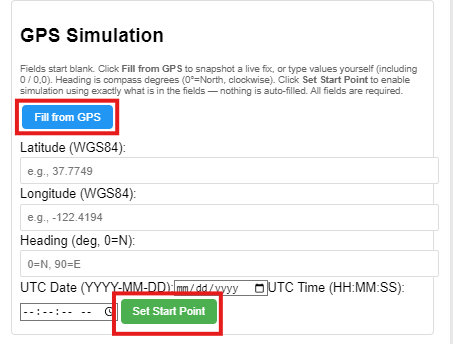 GPS Simulation
Fields start blank. Click Fill from GPS to snapshot a live fix, or type values yourself (including
0 / 0,0). Heading is compass degrees (0°=North, clockwise). Click Set Start Point to enable
simulation using exactly what is in the fields — nothing is auto-filled. All fields are required.
Fill from GPS
Latitude (WGS84):
e.g., 37.7749
Longitude (WGS84):
e.g., -122.4194
Heading (deg, 0=N):
0=N, 90=E
UTC Date (YYYY-MM-DD): mm/dd/yyyy UTC Time (HH:MM:SS):
--:--:-- -- Set Start Point